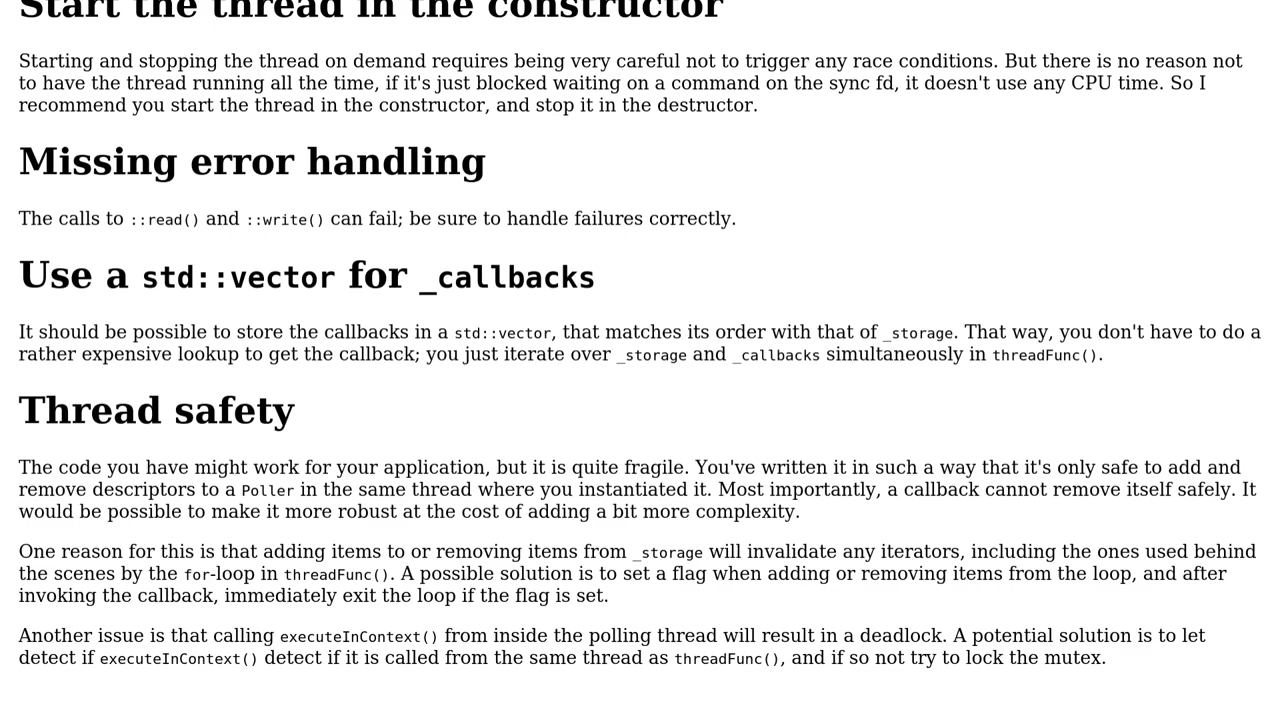 Start the thread in the constructor
Starting and stopping the thread on demand requires being very careful not to trigger any race conditions. But there is no reason not
to have the thread running all the time, if it's just blocked waiting on a command on the sync fd, it doesn't use any CPU time. So I
recommend you start the thread in the constructor, and stop it in the destructor.
Missing error handling
The calls to ::read() and ::write() can fail; be sure to handle failures correctly.
Use a std::vector for _callbacks
It should be possible to store the callbacks in a std::vector, that matches its order with that of _storage. That way, you don't have to do a
rather expensive lookup to get the callback; you just iterate over _storage and _callbacks simultaneously in threadFunc().
Thread safety
The code you have might work for your application, but it is quite fragile. You've written it in such a way that it's only safe to add and
remove descriptors to a Poller in the same thread where you instantiated it. Most importantly, a callback cannot remove itself safely. It
would be possible to make it more robust at the cost of adding a bit more complexity.
One reason for this is that adding items to or removing items from _storage will invalidate any iterators, including the ones used behind
the scenes by the for-loop in threadFunc(). A possible solution is to set a flag when adding or removing items from the loop, and after
invoking the callback, immediately exit the loop if the flag is set.
Another issue is that calling executeInContext() from inside the polling thread will result in a deadlock. A potential solution is to let
detect if executeInContext() detect if it is called from the same thread as threadFunc(), and if so not try to lock the mutex.